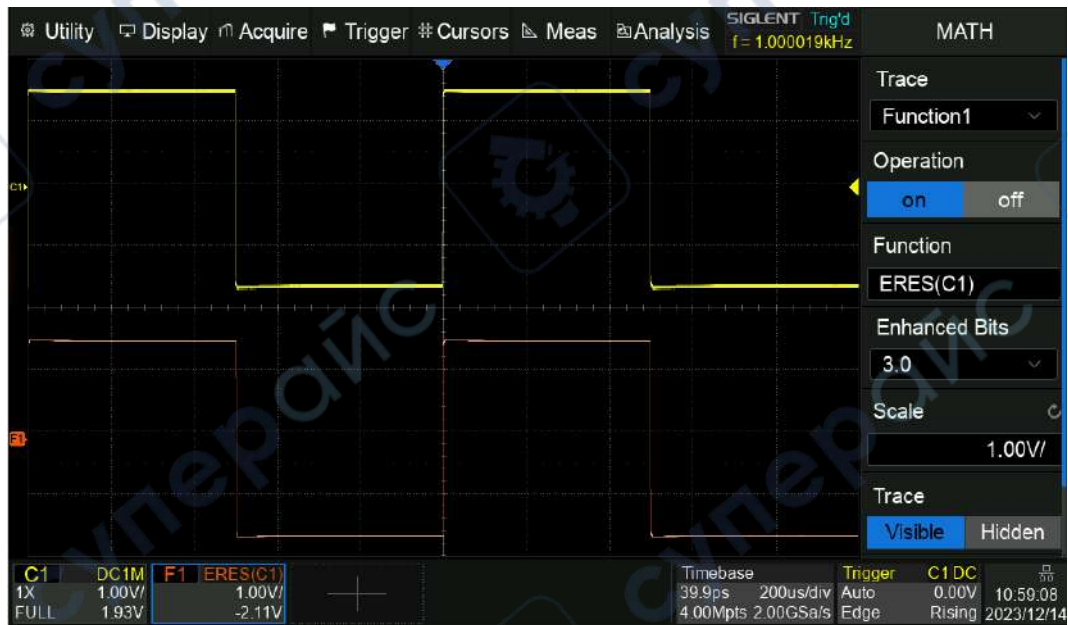 Utility Display Acquire Trigger Cursors Meas Analysis
SIGLENT Trig'd
f = 1.000019kHz
MATH
Trace
Function1
Operation
on off
Function
ERES(C1)
Enhanced Bits
3.0
Scale
1.00V/
Trace
Visible Hidden
C1
F1
C1 DC1M
1X 1.00V/
FULL 1.93V
F1 ERES(C1)
1.00V/
-2.11V
Timebase
39.9ps 200us/div
4.00Mpts 2.00GSa/s
Trigger C1 DC
Auto 0.00V
Edge Rising
10:59:08
2023/12/14
суперайс